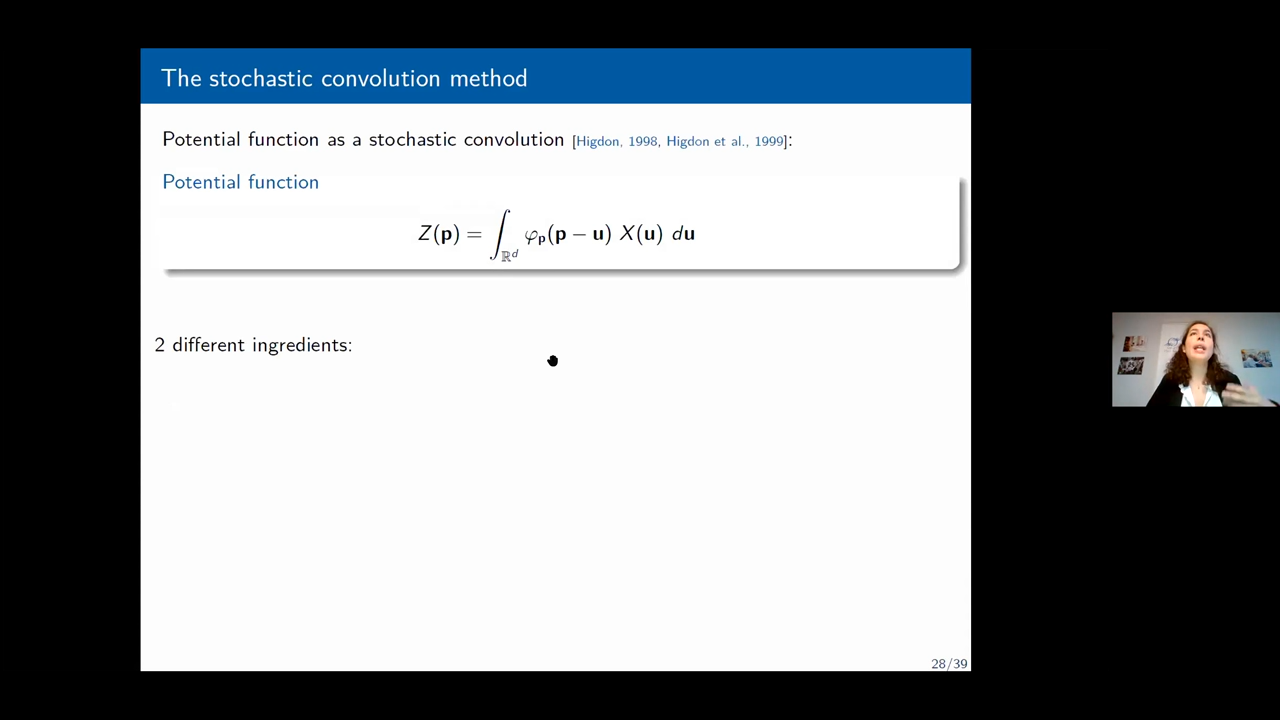 The stochastic convolution method
Potential function as a stochastic convolution [Higdon, 1998, Higdon et al., 1999]:
Potential function
Z(𝐩) = ∫_{ℝ^d} φ_𝐩(𝐩 − 𝐮) X(𝐮) d𝐮
2 different ingredients:
28/39